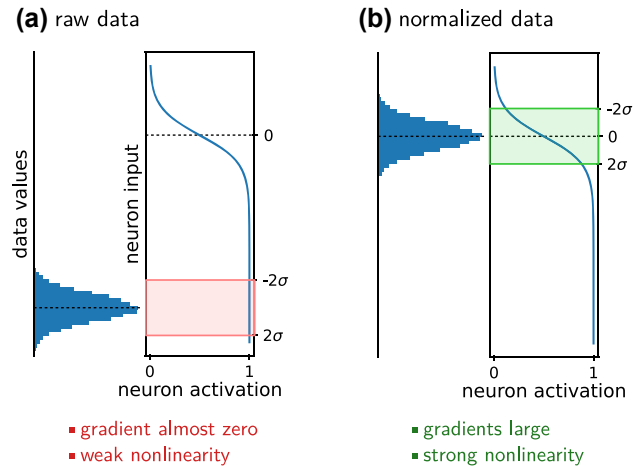 (a) raw data
data values
neuron input
0
-2σ
2σ
0 1
neuron activation
▪ gradient almost zero
▪ weak nonlinearity
(b) normalized data
-2σ
0
2σ
0 1
neuron activation
▪ gradients large
▪ strong nonlinearity